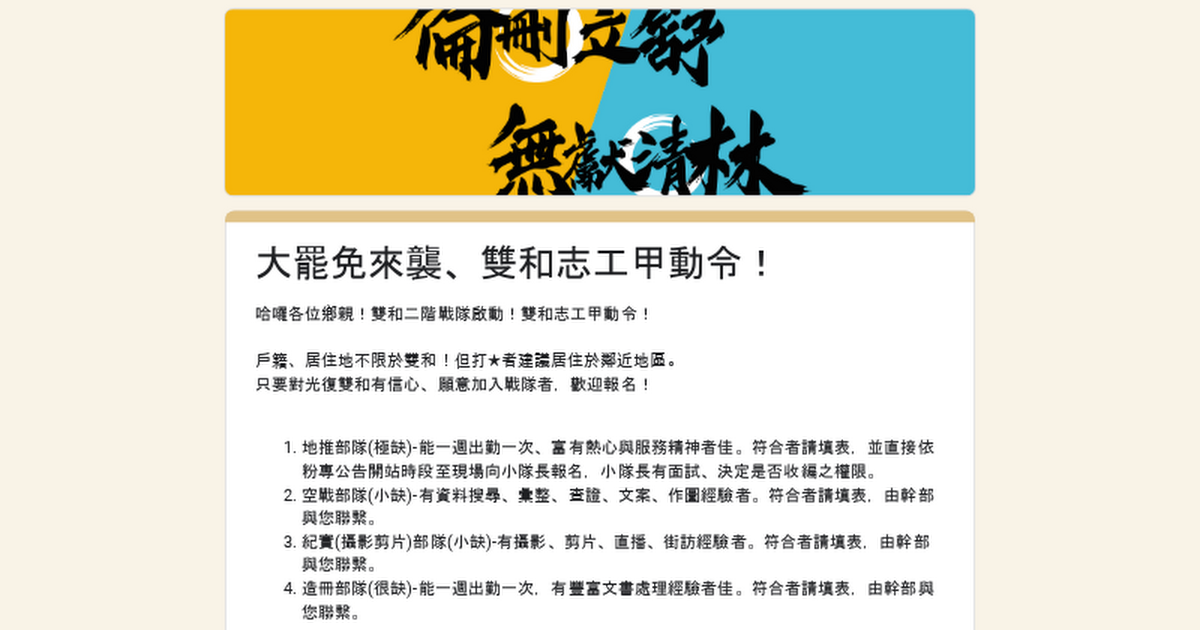 倫刪立舒
無獻清林
大罷免來襲、雙和志工甲動令！
哈囉各位鄉親！雙和二階戰隊啟動！雙和志工甲動令！
戶籍、居住地不限於雙和！但打★者建議居住於鄰近地區。
只要對光復雙和有信心、願意加入戰隊者，歡迎報名！
1. 地推部隊(極缺)-能一週出勤一次、富有熱心與服務精神者佳。符合者請填表，並直接依
粉專公告開站時段至現場向小隊長報名，小隊長有面試、決定是否收編之權限。
2. 空戰部隊(小缺)-有資料搜尋、彙整、查證、文案、作圖經驗者。符合者請填表，由幹部
與您聯繫。
3. 紀實(攝影剪片)部隊(小缺)-有攝影、剪片、直播、街訪經驗者。符合者請填表，由幹部
與您聯繫。
4. 造冊部隊(很缺)-能一週出勤一次，有豐富文書處理經驗者佳。符合者請填表，由幹部與
您聯繫。